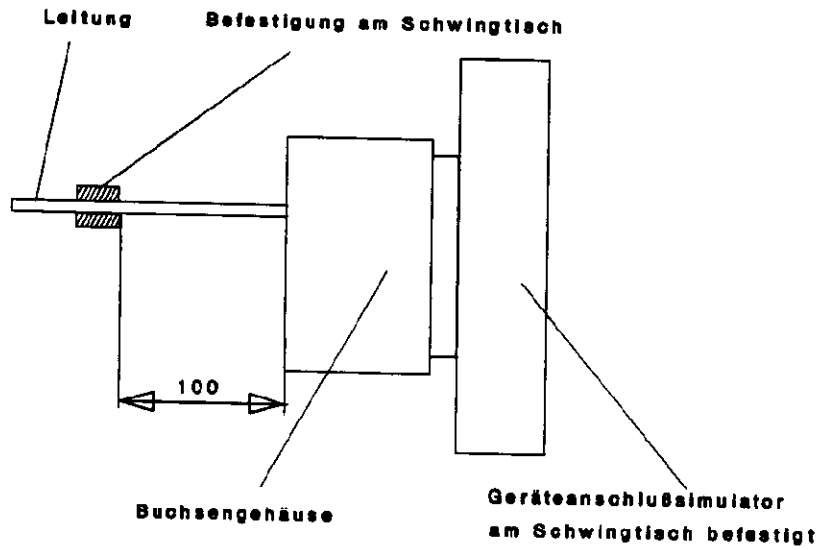 Leitung
Befestigung am Schwingtisch
100
Buchsengehäuse
Geräteanschlußsimulator
am Schwingtisch befestigt